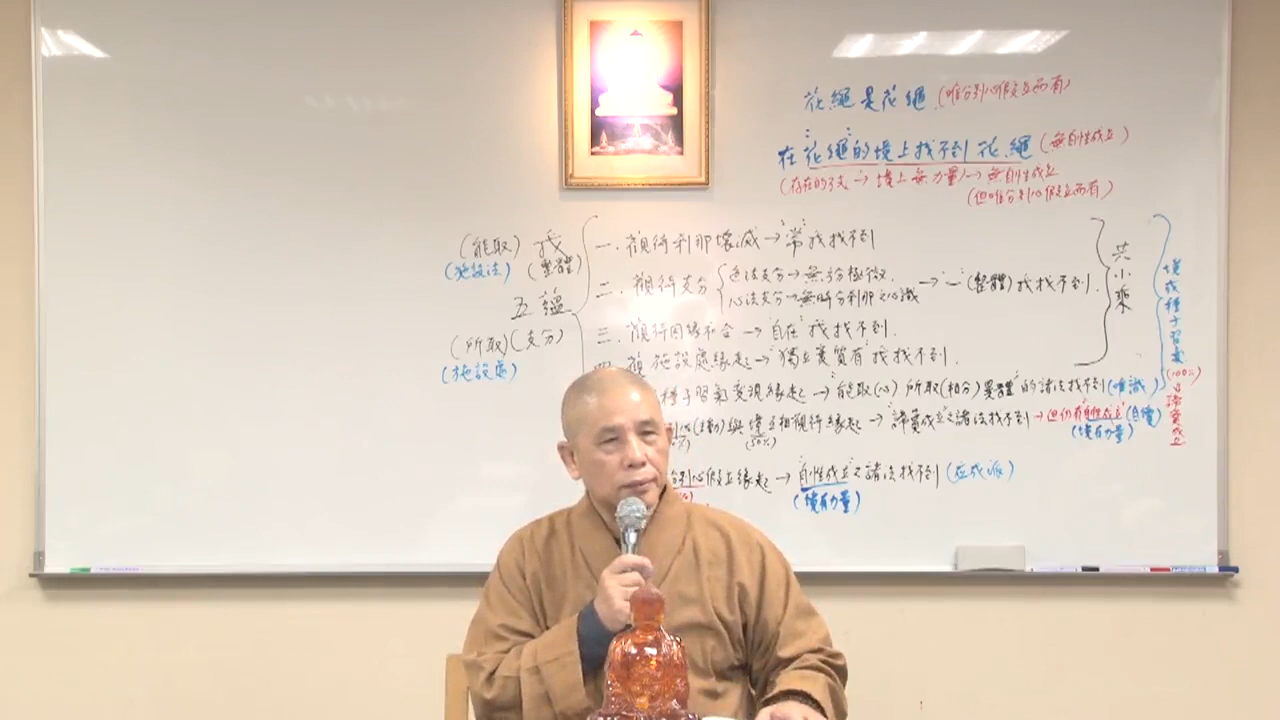 花繩是花繩 (唯分別心假立而有)
在"花繩"的境上找不到花繩 (無自性成立)
(存在的方式→境上無力量)→無自性成立
(但唯分別心假立而有)
(能取) 我
(施設法) (整體)
五蘊
(所取)(支分)
(施設處)
一. 觀待剎那壞滅→"常"我找不到
二. 觀待支分
色法支分→無方分極微.
心法支分→無時分剎那之心識
→"一"(整體)我找不到.
三. 觀待因緣和合→"自在"我找不到.
四. 觀施設處緣起→"獨立實質有"我找不到.
共小乘
種子習氣變現緣起→"能取(心)所取(相分)異體"的諸法找不到(唯識)
(主動)與境互相觀待緣起→"諦實成立"之諸法找不到→但仍有"自性成立"(自續)
(50%)
(境有力量)
別心假立緣起→"自性成立"之諸法找不到(應成派)
(境有力量)
境或種子習氣
(100%)
諦實成立